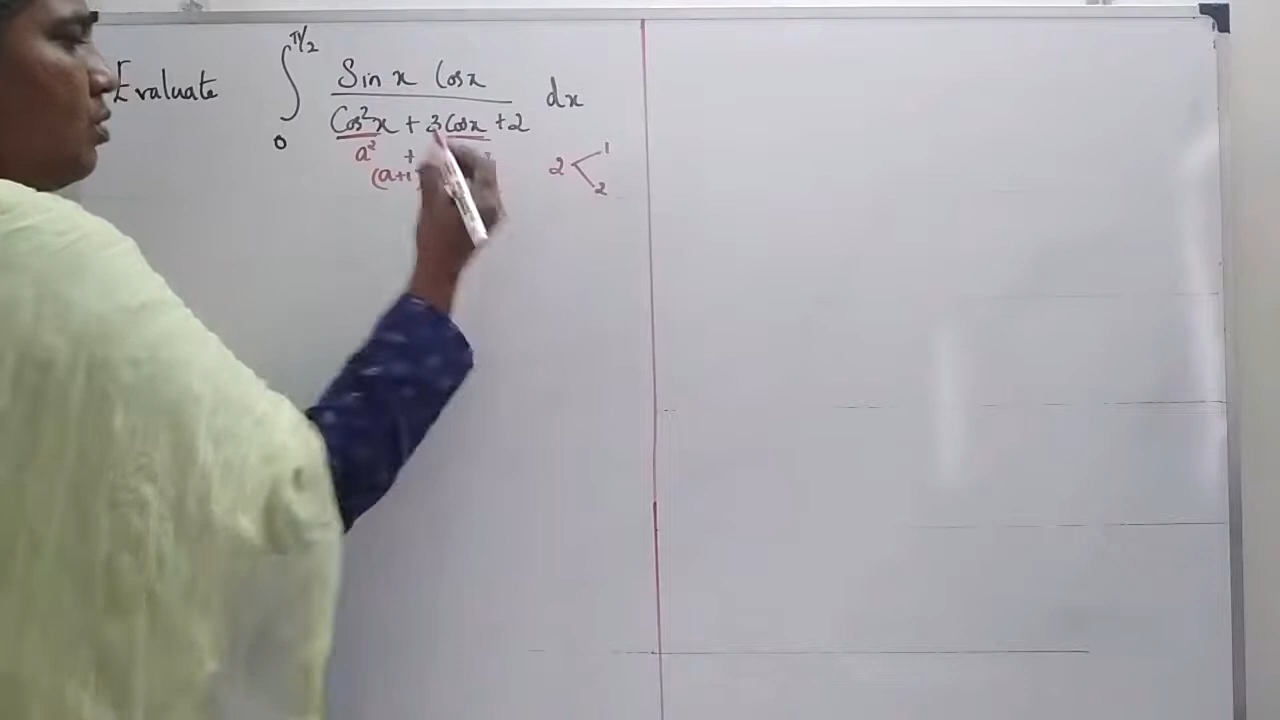 Evaluate ∫₀^π/2 Sin x Cos x / Cos²x + 3 Cos x + 2 dx
a² +
(a+1
2 < 1
2